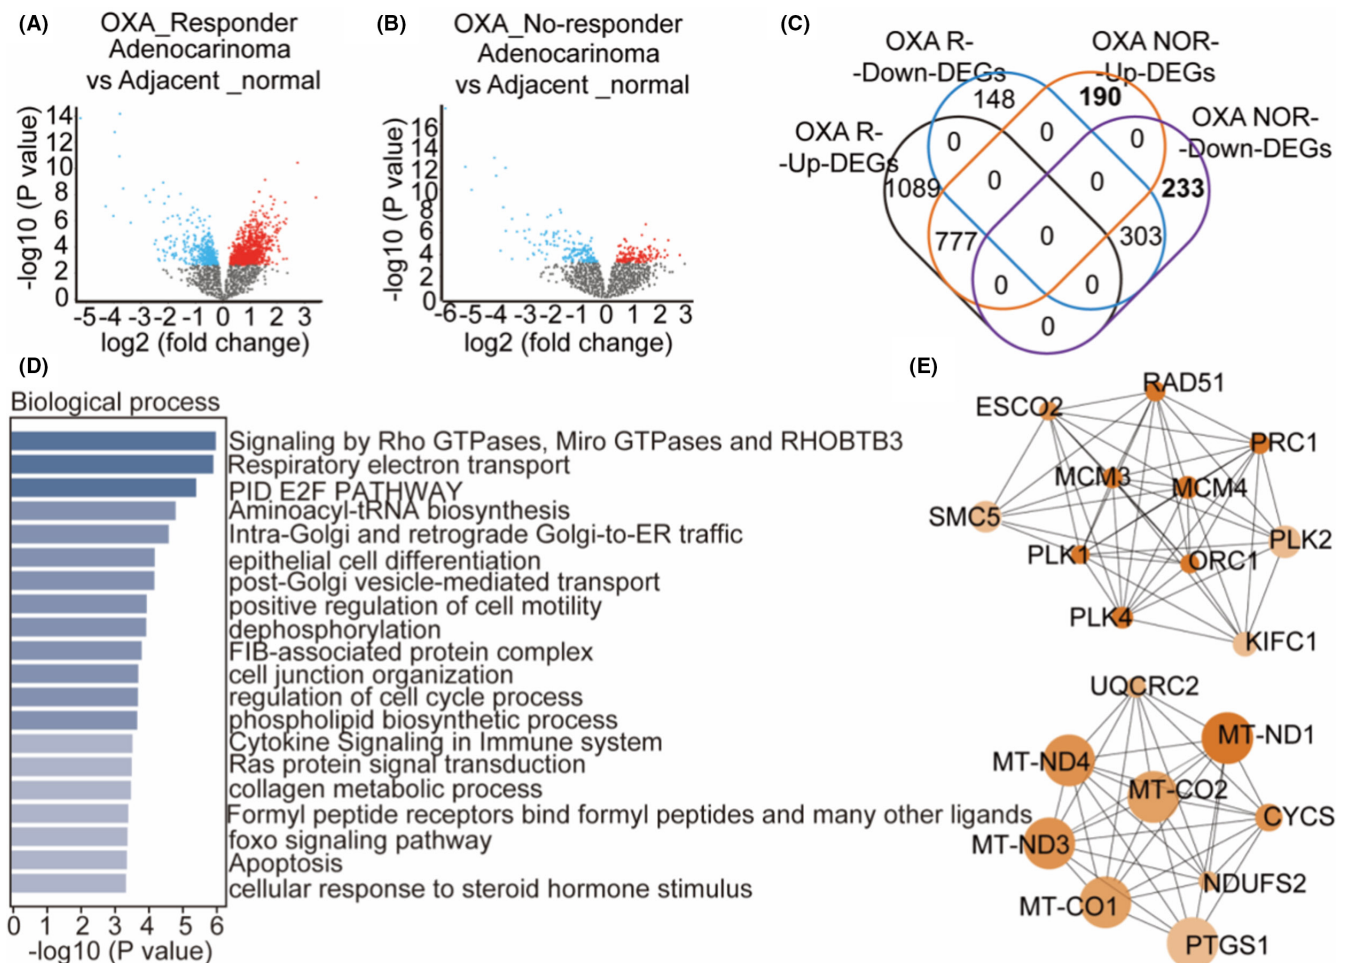 (A)
OXA_Responder
Adenocarinoma
vs Adjacent _normal
-log10 (P value)
14
12
10
8
6
4
2
0
-5 -4 -3 -2 -1 0 1 2 3
log2 (fold change)
(B)
OXA_No-responder
Adenocarinoma
vs Adjacent _normal
-log10 (P value)
16
14
12
10
8
6
4
2
0
-6 -5 -4 -3 -2 -1 0 1 2 3
log2 (fold change)
(C)
OXA R-
-Down-DEGs
OXA NOR-
-Up-DEGs
OXA R-
-Up-DEGs
OXA NOR-
-Down-DEGs
148
190
0
0
0
1089
0
0
233
777
0
303
0
0
0
(D)
Biological process
Signaling by Rho GTPases, Miro GTPases and RHOBTB3
Respiratory electron transport
PID E2F PATHWAY
Aminoacyl-tRNA biosynthesis
Intra-Golgi and retrograde Golgi-to-ER traffic
epithelial cell differentiation
post-Golgi vesicle-mediated transport
positive regulation of cell motility
dephosphorylation
FIB-associated protein complex
cell junction organization
regulation of cell cycle process
phospholipid biosynthetic process
Cytokine Signaling in Immune system
Ras protein signal transduction
collagen metabolic process
Formyl peptide receptors bind formyl peptides and many other ligands
foxo signaling pathway
Apoptosis
cellular response to steroid hormone stimulus
0 1 2 3 4 5 6
-log10 (P value)
(E)
RAD51
ESCO2
PRC1
MCM3
MCM4
SMC5
PLK2
PLK1
ORC1
PLK4
KIFC1
UQCRC2
MT-ND1
MT-ND4
MT-CO2
CYCS
MT-ND3
NDUFS2
MT-CO1
PTGS1